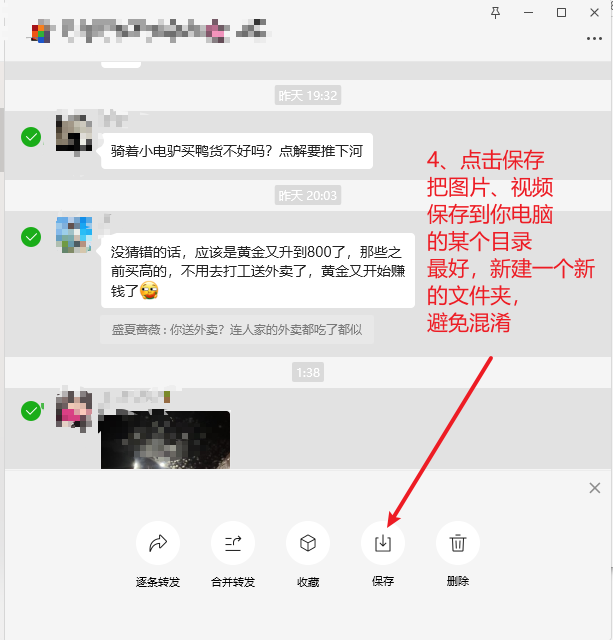 昨天 19:32
骑着小电驴买鸭货不好吗？点解要推下河
昨天 20:03
没猜错的话，应该是黄金又升到800了，那些之
前买高的，不用去打工送外卖了，黄金又开始赚
钱了
盛夏蔷薇 : 你送外卖？连人家的外卖都吃了都似
1:38
4、点击保存
把图片、视频
保存到你电脑
的某个目录
最好，新建一个新
的文件夹，
避免混淆
逐条转发
合并转发
收藏
保存
删除